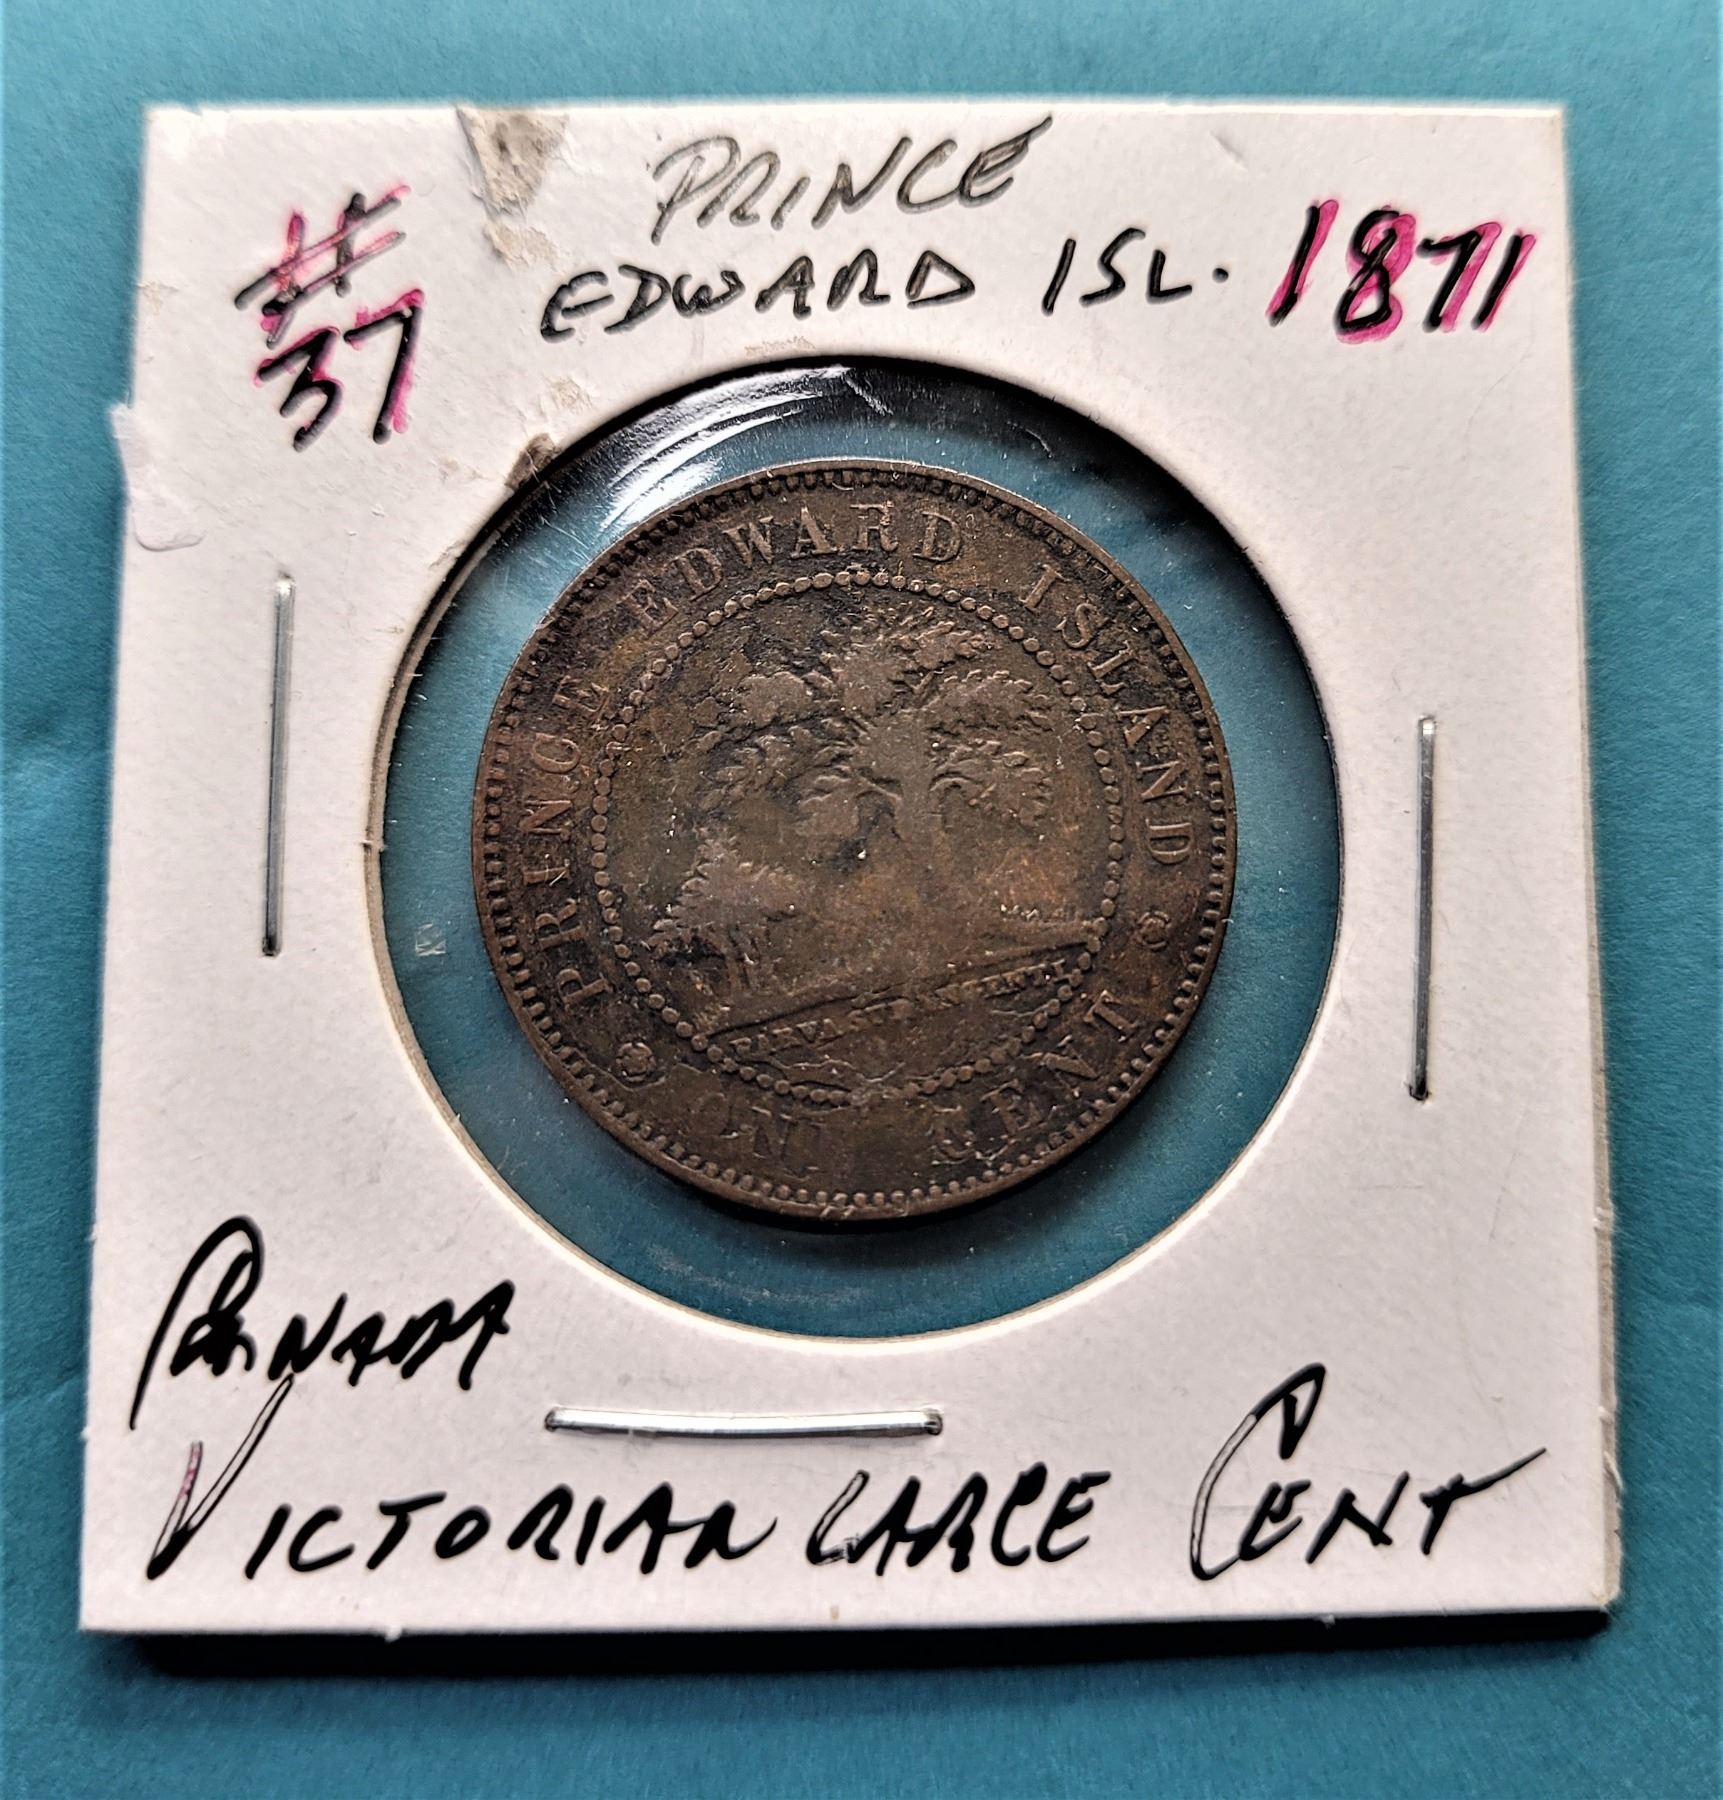 # 37
PRINCE
EDWARD ISL. 1871
PRINCE EDWARD ISLAND
PARVA SUB INGENTI
ONE CENT
CANADA
VICTORIAN LARGE CENT